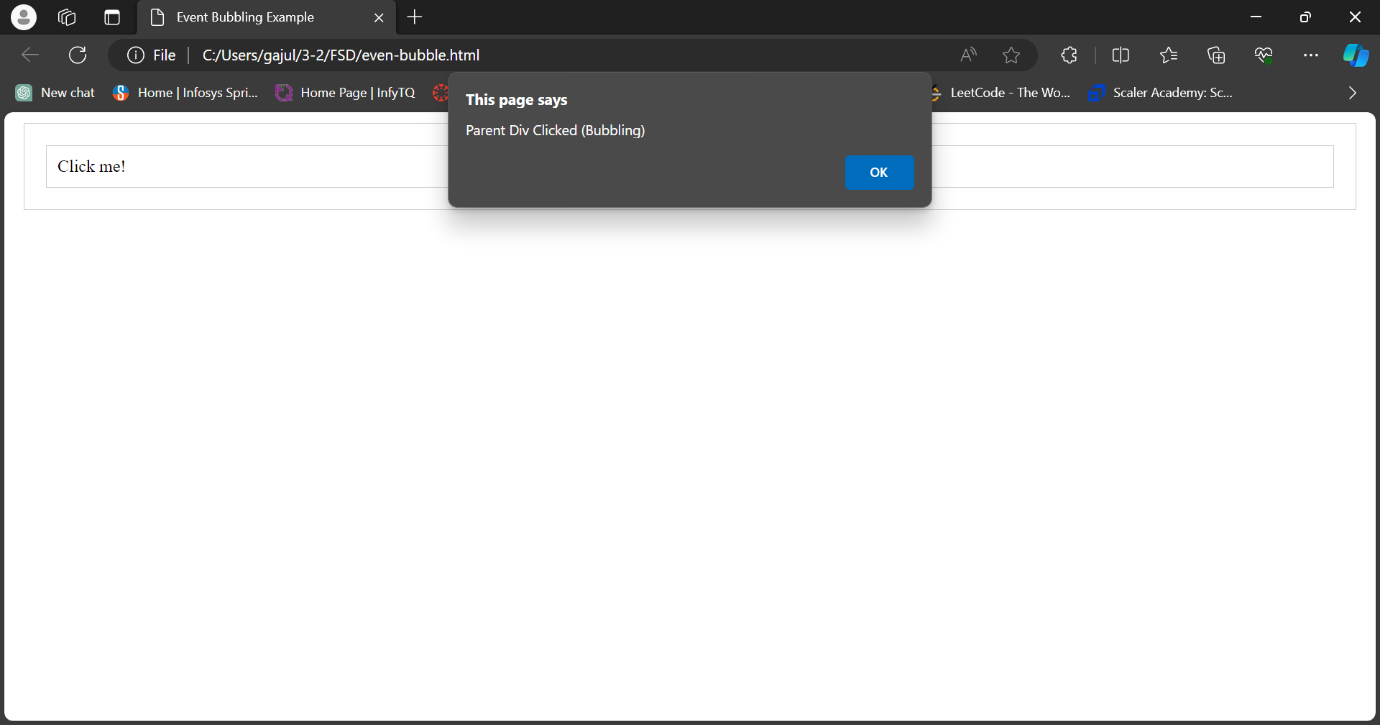 Event Bubbling Example
File
C:/Users/gajul/3-2/FSD/even-bubble.html
New chat
Home | Infosys Spri...
Home Page | InfyTQ
LeetCode - The Wo...
Scaler Academy: Sc...
This page says
Parent Div Clicked (Bubbling)
OK
Click me!